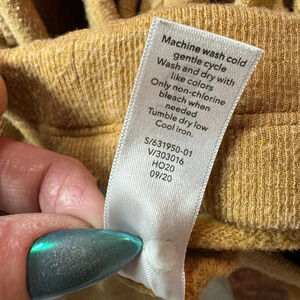 Machine wash cold
gentle cycle
Wash and dry with
like colors
Only non-chlorine
bleach when
needed
Tumble dry low
Cool iron.
S/631950-01
V/303016
HO20
09/20